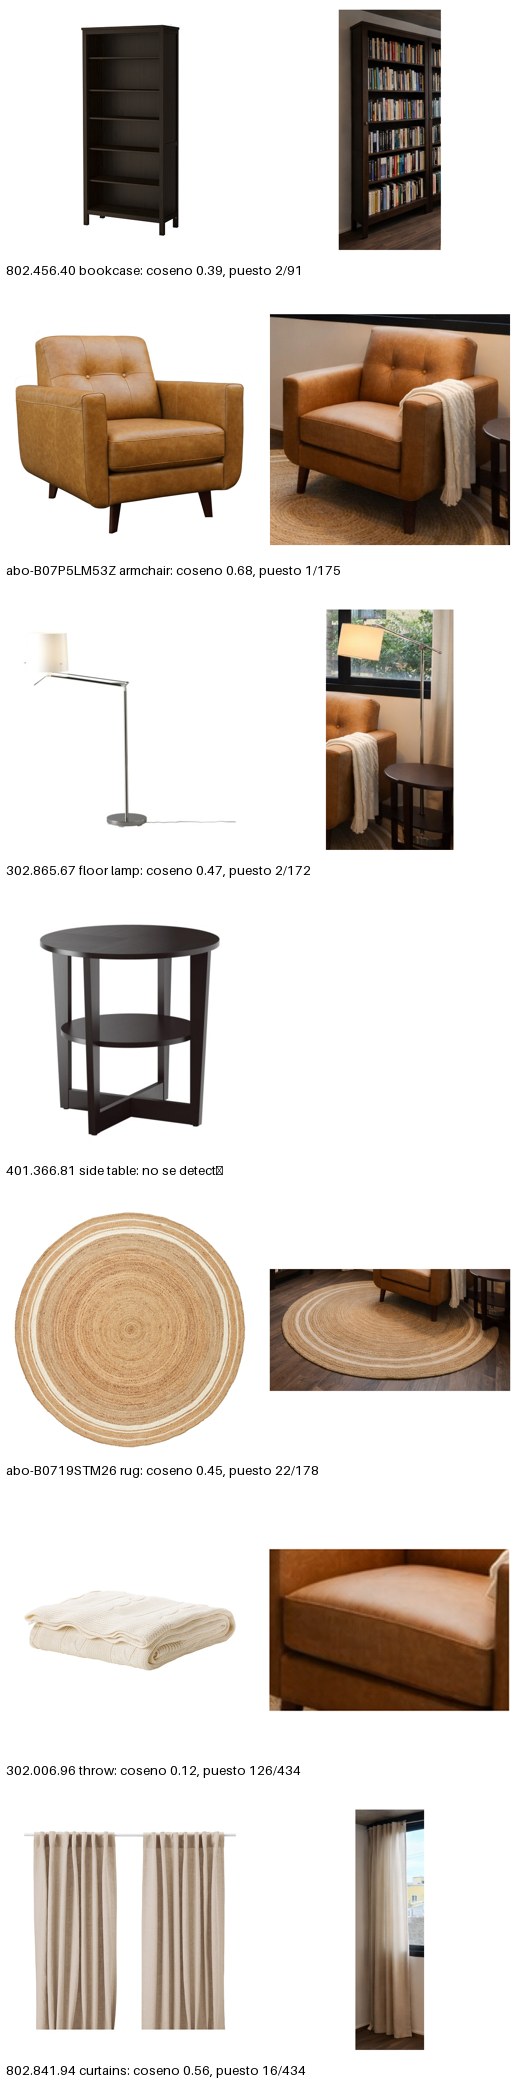 802.456.40 bookcase: coseno 0.39, puesto 2/91
abo-B07P5LM53Z armchair: coseno 0.68, puesto 1/175
302.865.67 floor lamp: coseno 0.47, puesto 2/172
401.366.81 side table: no se detect▯
abo-B0719STM26 rug: coseno 0.45, puesto 22/178
302.006.96 throw: coseno 0.12, puesto 126/434
802.841.94 curtains: coseno 0.56, puesto 16/434